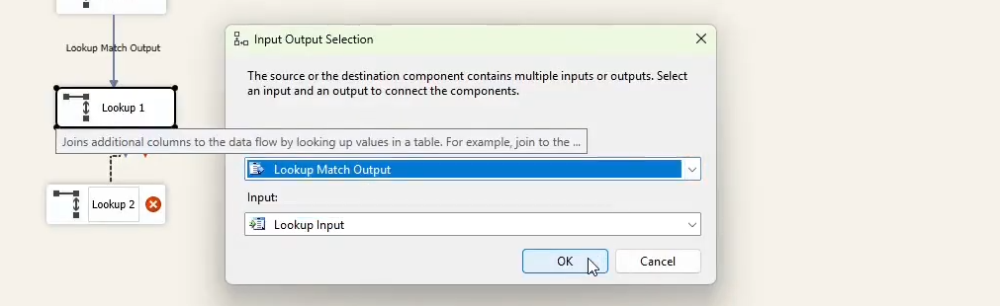 Input Output Selection
Lookup Match Output
The source or the destination component contains multiple inputs or outputs. Select
an input and an output to connect the components.
Lookup 1
Joins additional columns to the data flow by looking up values in a table. For example, join to the ...
Lookup Match Output
Lookup 2
Input:
Lookup Input
OK
Cancel